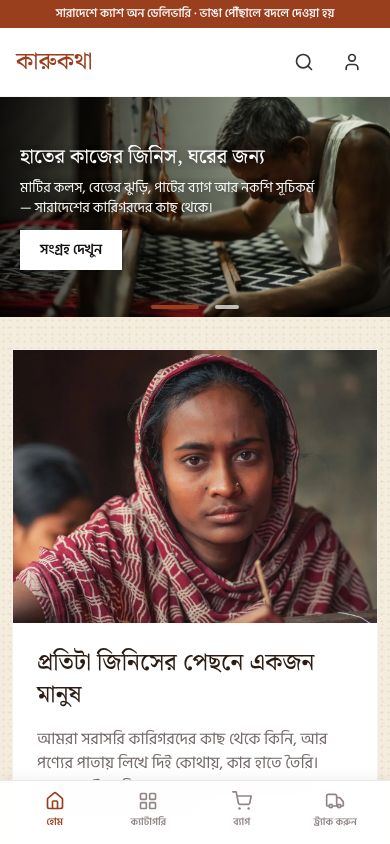 সারাদেশে ক্যাশ অন ডেলিভারি · ভাঙা পৌঁছালে বদলে দেওয়া হয়
কারুকথা
হাতের কাজের জিনিস, ঘরের জন্য
মাটির কলস, বেতের ঝুড়ি, পাটের ব্যাগ আর নকশি সূচিকর্ম
— সারাদেশের কারিগরদের কাছ থেকে।
সংগ্রহ দেখুন
প্রতিটা জিনিসের পেছনে একজন
মানুষ
আমরা সরাসরি কারিগরদের কাছ থেকে কিনি, আর
পণ্যের পাতায় লিখে দিই কোথায়, কার হাতে তৈরি।
হোম
ক্যাটাগরি
ব্যাগ
ট্র্যাক করুন